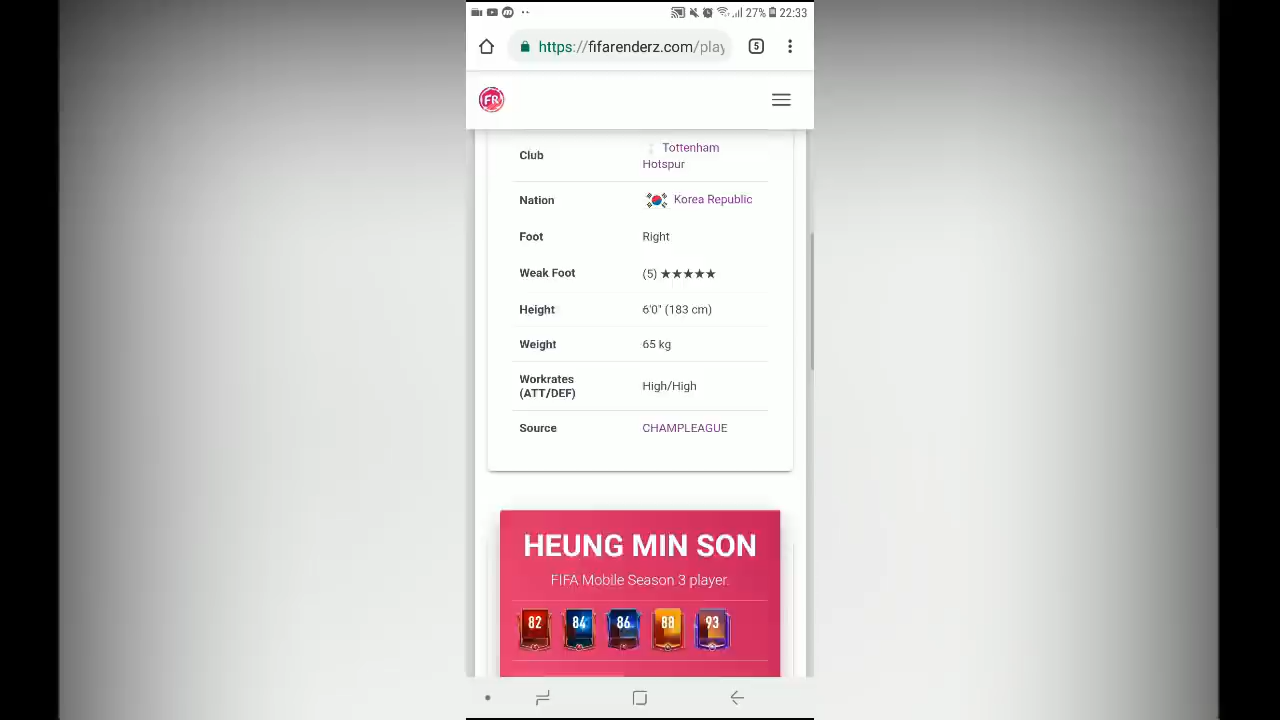 27% 22:33
https://fifarenderz.com/play
5
FR
Club Tottenham Hotspur
Nation Korea Republic
Foot Right
Weak Foot (5) ★★★★★
Height 6'0" (183 cm)
Weight 65 kg
Workrates (ATT/DEF) High/High
Source CHAMPLEAGUE
HEUNG MIN SON
FIFA Mobile Season 3 player.
82 84 86 88 93